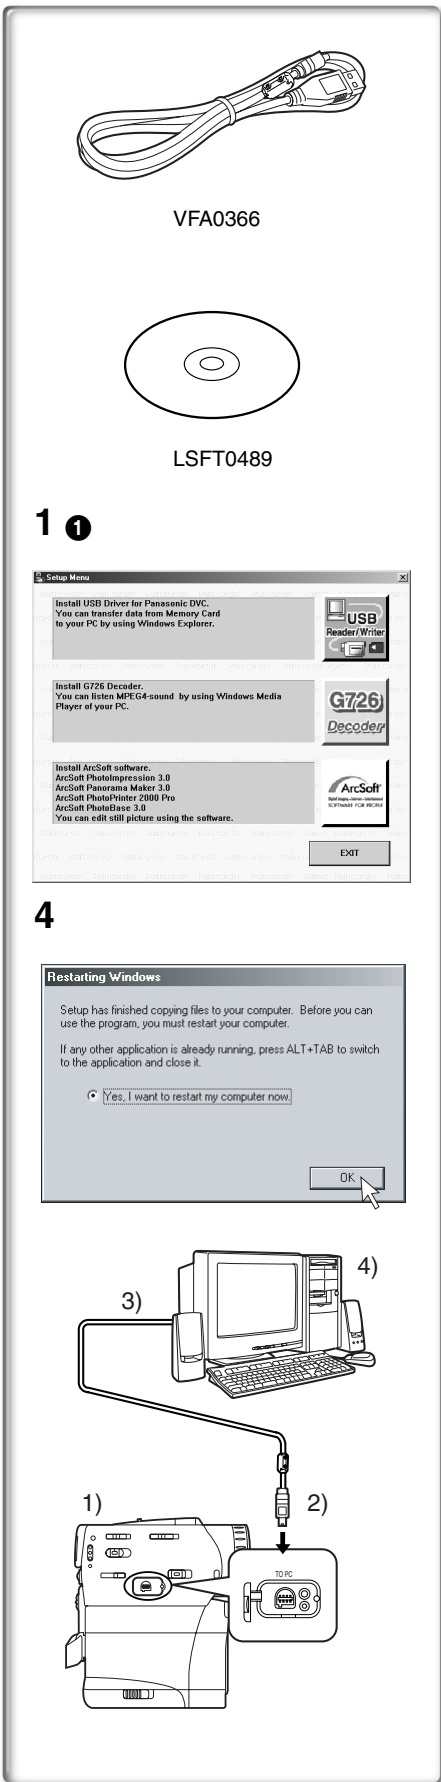 VFA0366
LSFT0489
1 ❶
Setup Menu
Install USB Driver for Panasonic DVC.
You can transfer data from Memory Card
to your PC by using Windows Explorer.
USB
Reader/Writer
Install G726 Decoder.
You can listen MPEG4-sound by using Windows Media
Player of your PC.
G726
Decoder
Install ArcSoft software.
ArcSoft PhotoImpression 3.0
ArcSoft Panorama Maker 3.0
ArcSoft PhotoPrinter 2000 Pro
ArcSoft PhotoBase 3.0
You can edit still picture using the software.
ArcSoft
SOFTWARE FOR PEOPLE
EXIT
4
Restarting Windows
Setup has finished copying files to your computer. Before you can
use the program, you must restart your computer.
If any other application is already running, press ALT+TAB to switch
to the application and close it.
Yes, I want to restart my computer now.
OK
4)
3)
1)
2)
TO PC